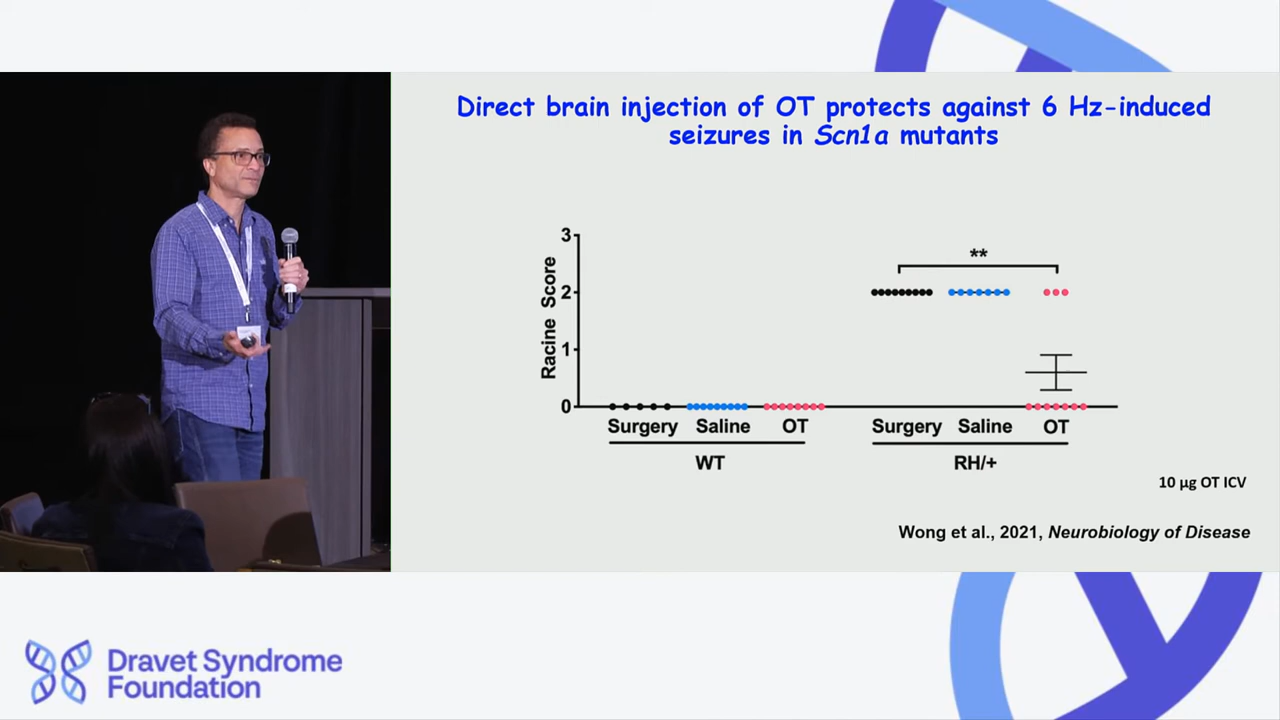 Direct brain injection of OT protects against 6 Hz-induced
seizures in Scn1a mutants
3
2
1
0
Racine Score
**
Surgery Saline OT Surgery Saline OT
WT RH/+
10 µg OT ICV
Wong et al., 2021, Neurobiology of Disease
Dravet Syndrome
Foundation